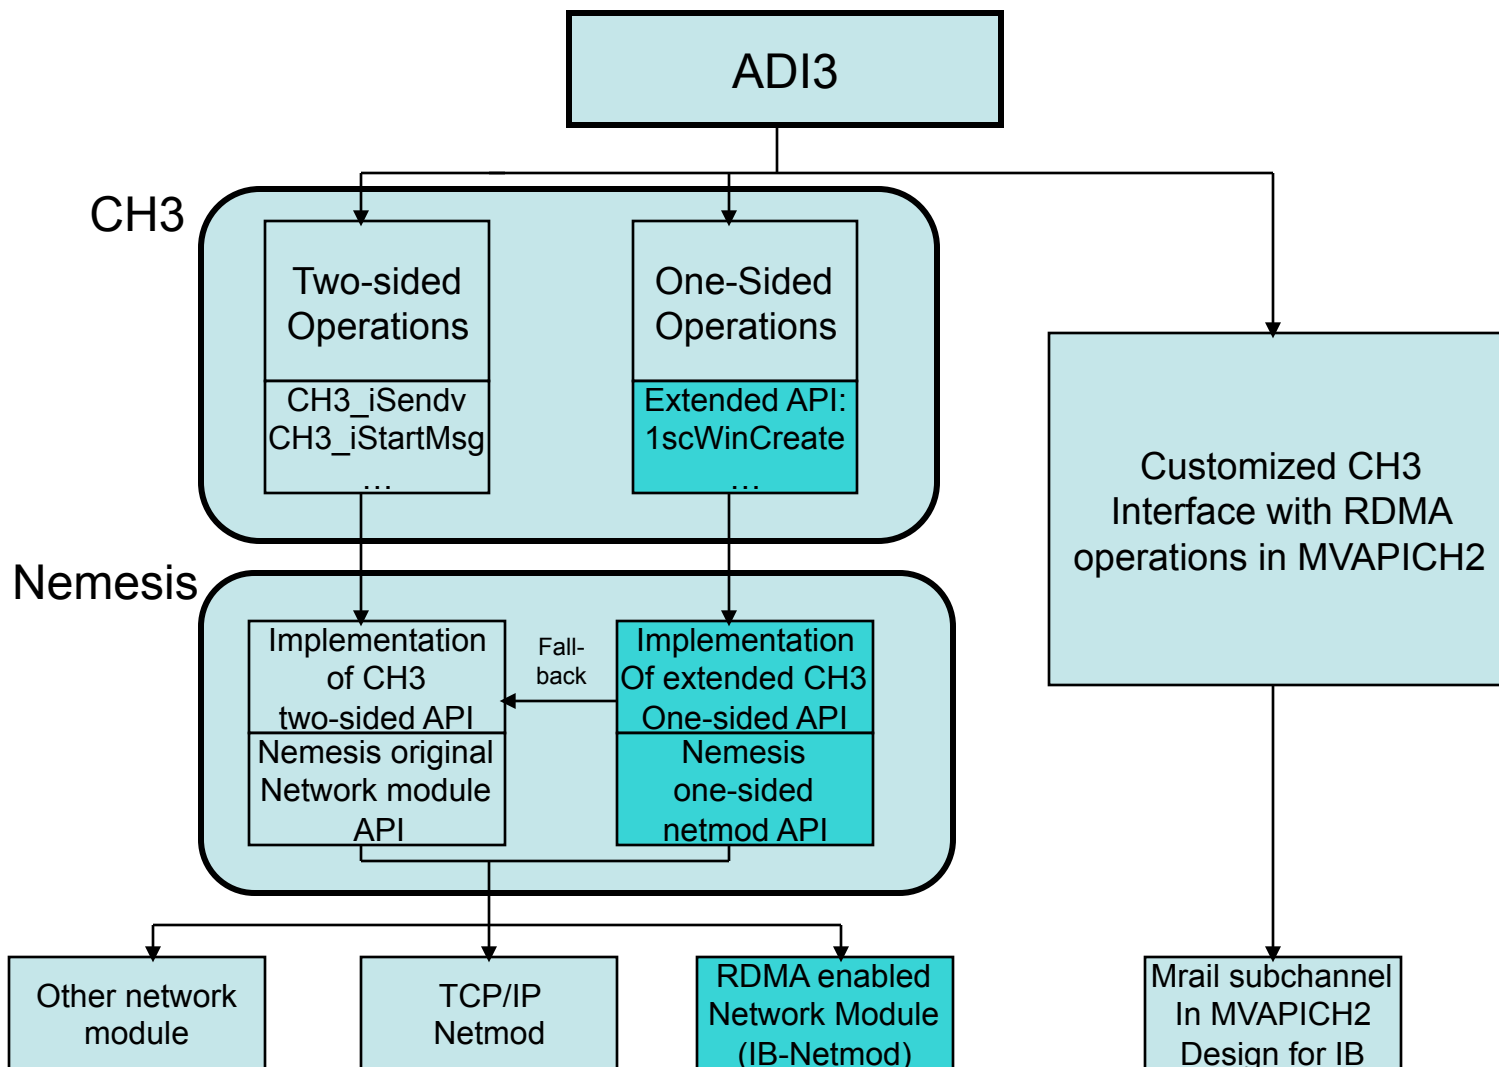 ADI3
CH3
Two-sided
Operations
CH3_iSendv
CH3_iStartMsg
…
One-Sided
Operations
Extended API:
1scWinCreate
…
Customized CH3
Interface with RDMA
operations in MVAPICH2
Nemesis
Implementation
of CH3
two-sided API
Nemesis original
Network module
API
Fall-
back
Implementation
Of extended CH3
One-sided API
Nemesis
one-sided
netmod API
Other network
module
TCP/IP
Netmod
RDMA enabled
Network Module
(IB-Netmod)
Mrail subchannel
In MVAPICH2
Design for IB